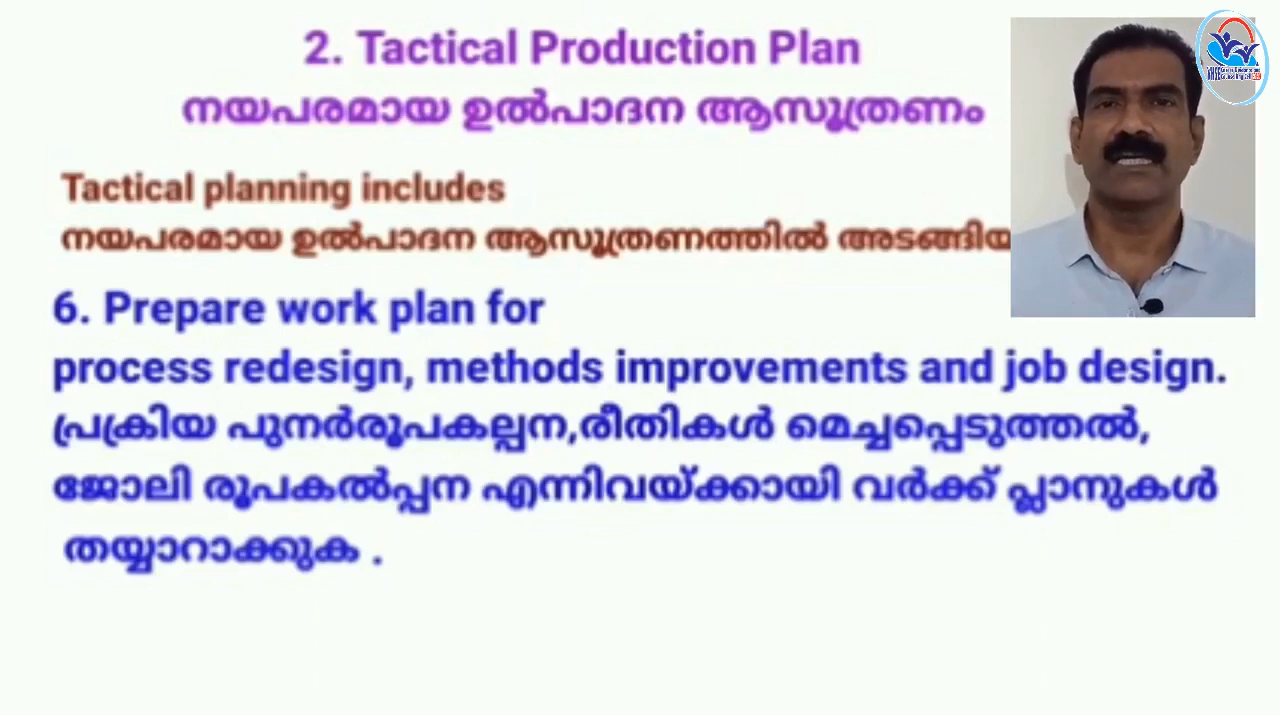 2. Tactical Production Plan
നയപരമായ ഉൽപാദന ആസൂത്രണം
Tactical planning includes
നയപരമായ ഉൽപാദന ആസൂത്രണത്തിൽ അടങ്ങിയ
6. Prepare work plan for
process redesign, methods improvements and job design.
പ്രക്രിയ പുനർരൂപകല്പന,രീതികൾ മെച്ചപ്പെടുത്തൽ,
ജോലി രൂപകൽപ്പന എന്നിവയ്ക്കായി വർക്ക് പ്ലാനുകൾ
തയ്യാറാക്കുക .